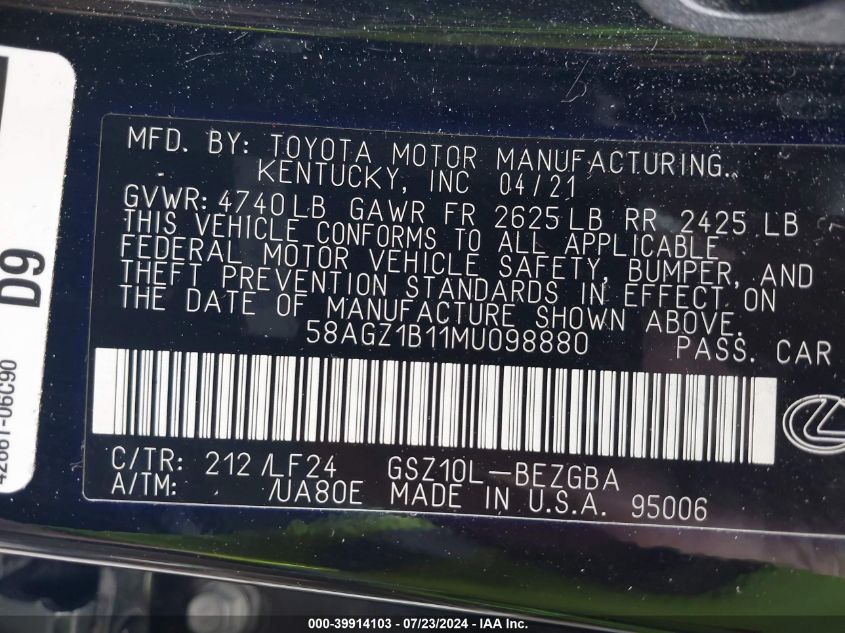 MFD. BY: TOYOTA MOTOR MANUFACTURING.
KENTUCKY, INC 04/21
GVWR: 4740 LB GAWR FR 2625 LB RR 2425 LB
THIS VEHICLE CONFORMS TO ALL APPLICABLE
FEDERAL MOTOR VEHICLE SAFETY, BUMPER, AND
THEFT PREVENTION STANDARDS IN EFFECT ON
THE DATE OF MANUFACTURE SHOWN ABOVE.
58AGZ1B11MU098880 PASS. CAR
C/TR: 212 /LF24 GSZ10L-BEZGBA
A/TM: /UA80E MADE IN U.S.A. 95006
D9
000-39914103 - 07/23/2024 - IAA Inc.